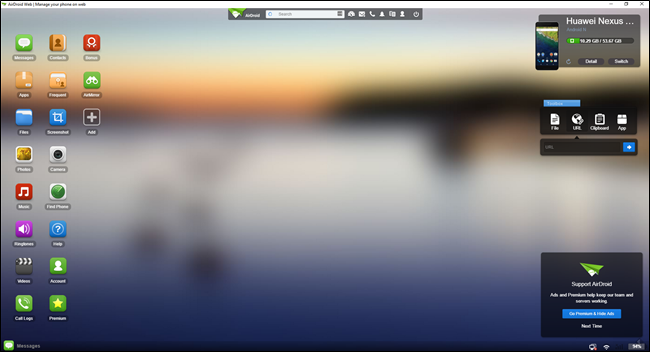 AirDroid Web | Manage your phone on web
AirDroid
Search
Huawei Nexus ...
Android N
16.29 GB / 53.67 GB
Detail
Switch
Messages
Contacts
Bonus
Apps
Frequent
AirMirror
Files
Screenshot
Add
Photos
Camera
Music
Find Phone
Ringtones
Help
Videos
Account
Call Logs
Premium
Toolbox
File
URL
Clipboard
App
URL
Support AirDroid
Ads and Premium help keep our team and
servers working.
Go Premium & Hide Ads
Next Time
Messages
94%